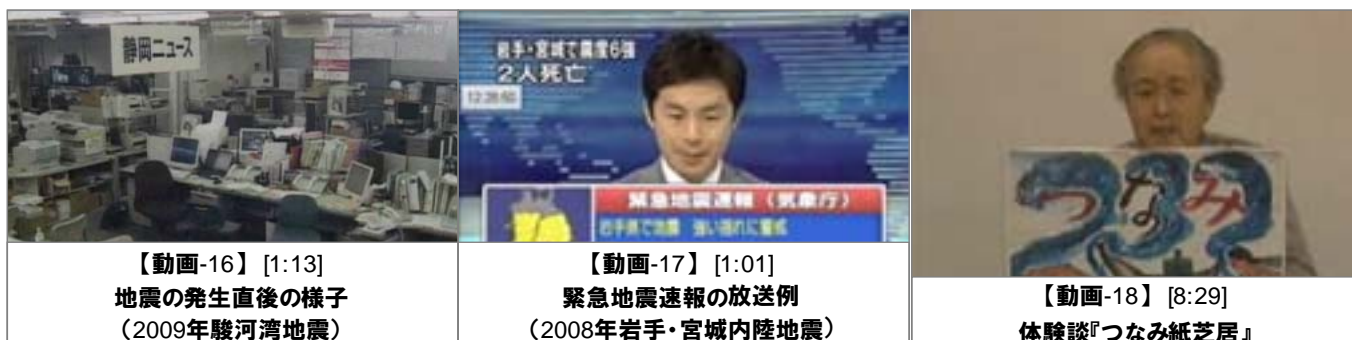 静岡ニュース
【動画-16】 [1:13]
地震の発生直後の様子
（2009年駿河湾地震）
岩手・宮城で震度6強
2人死亡
12:28:50
緊急地震速報（気象庁）
岩手県で地震 強い揺れに警戒
【動画-17】 [1:01]
緊急地震速報の放送例
（2008年岩手・宮城内陸地震）
つなみ
【動画-18】 [8:29]
体験談『つなみ紙芝居』